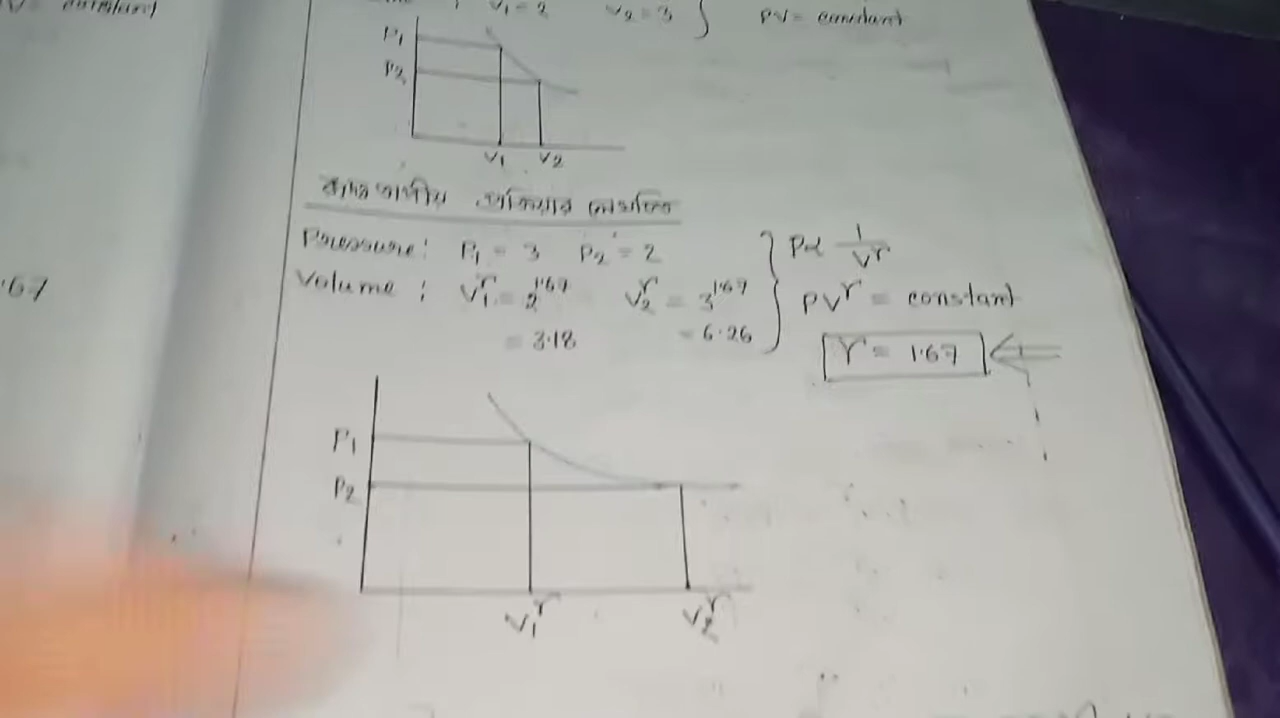 V = constant
V₁ = 2 V₂ = 3 } PV = constant
P₁
P₂
V₁ V₂
রুদ্ধতাপীয় প্রক্রিয়ার লেখচিত্র
Pressure: P₁ = 3 P₂ = 2 } P∝ 1/V^r
.67
Volume: V₁^r = 2^1.67 V₂^r = 3^1.67 PV^r = constant
= 3.18 = 6.26 r = 1.67
P₁
P₂
V₁^r V₂^r